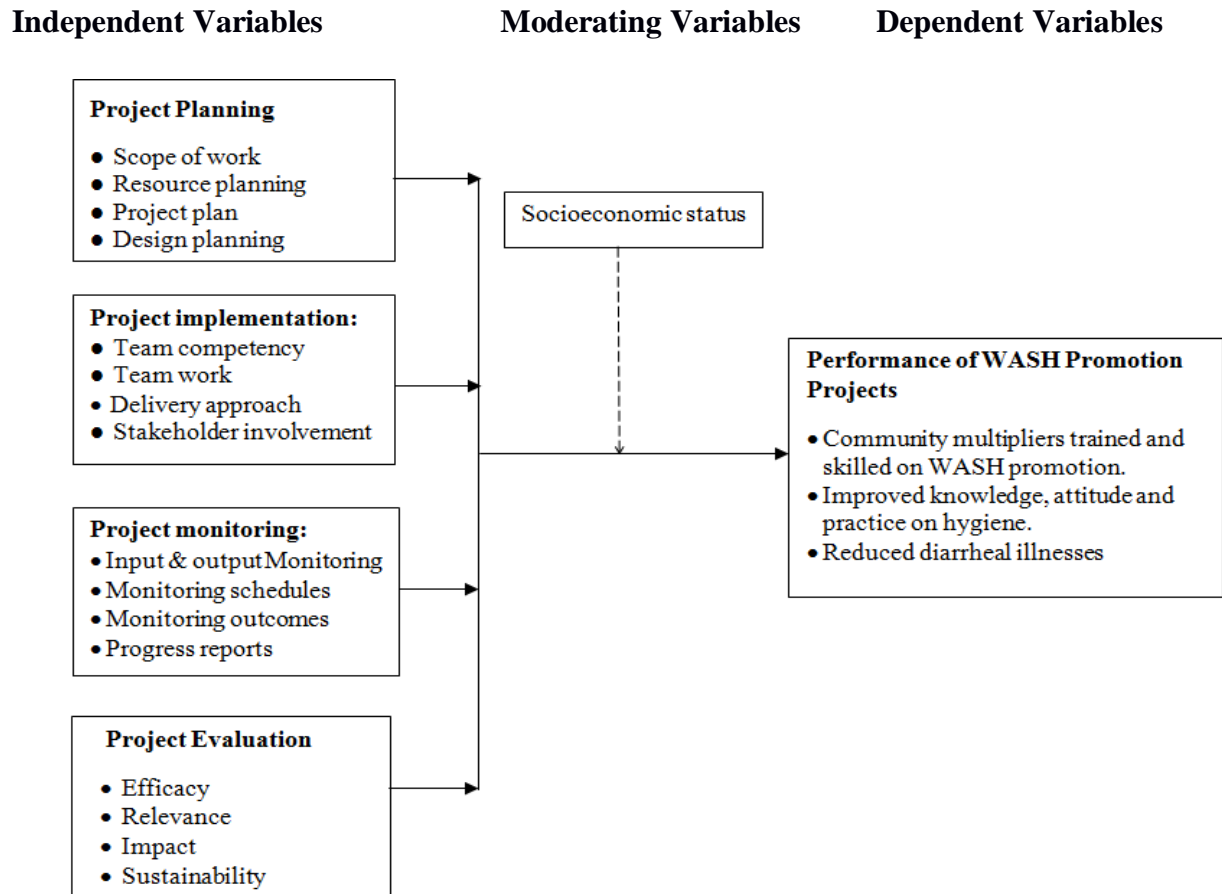 Independent Variables
Moderating Variables
Dependent Variables
Project Planning
● Scope of work
● Resource planning
● Project plan
● Design planning
Project implementation:
● Team competency
● Team work
● Delivery approach
● Stakeholder involvement
Project monitoring:
● Input & outputMonitoring
● Monitoring schedules
● Monitoring outcomes
● Progress reports
Project Evaluation
● Efficacy
● Relevance
● Impact
● Sustainability
Socioeconomic status
Performance of WASH Promotion
Projects
● Community multipliers trained and
skilled on WASH promotion.
● Improved knowledge, attitude and
practice on hygiene.
● Reduced diarrheal illnesses